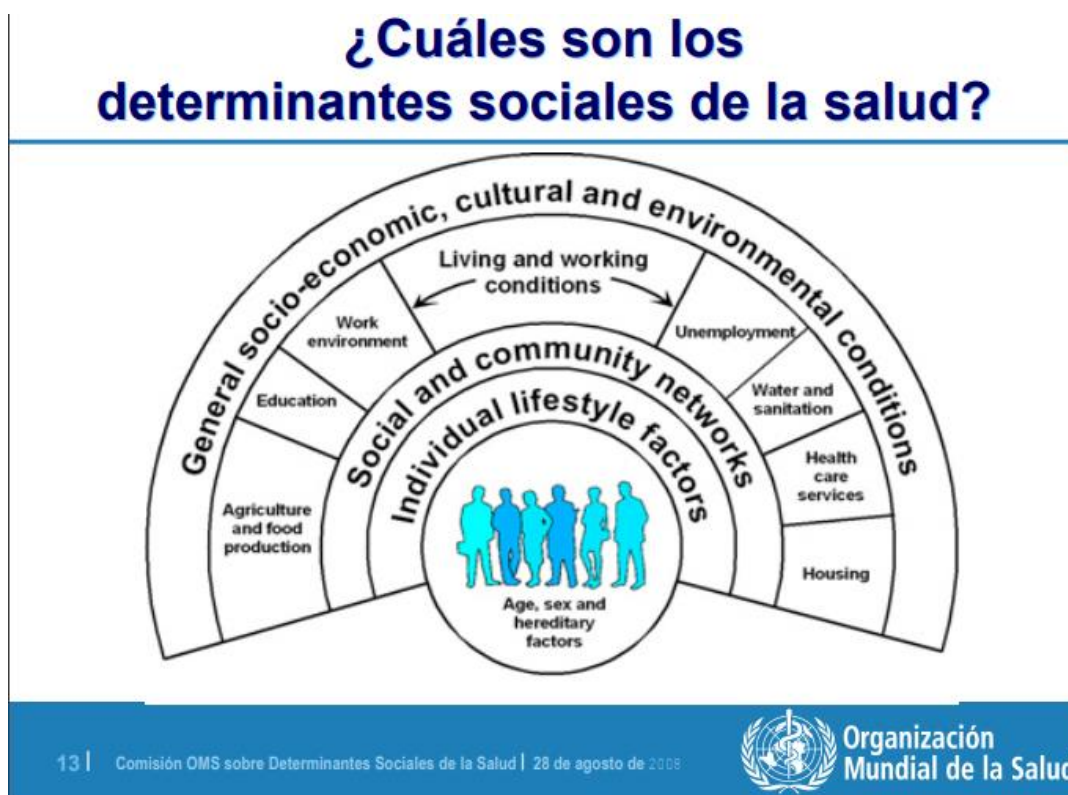 ¿Cuáles son los
determinantes sociales de la salud?
General socio-economic, cultural and environmental conditions
Living and working
conditions
Work
environment
Unemployment
Education
Water and
sanitation
Social and community networks
Individual lifestyle factors
Health
care
services
Agriculture
and food
production
Housing
Age, sex and
hereditary
factors
13 | Comisión OMS sobre Determinantes Sociales de la Salud | 28 de agosto de 2008
Organización
Mundial de la Salud